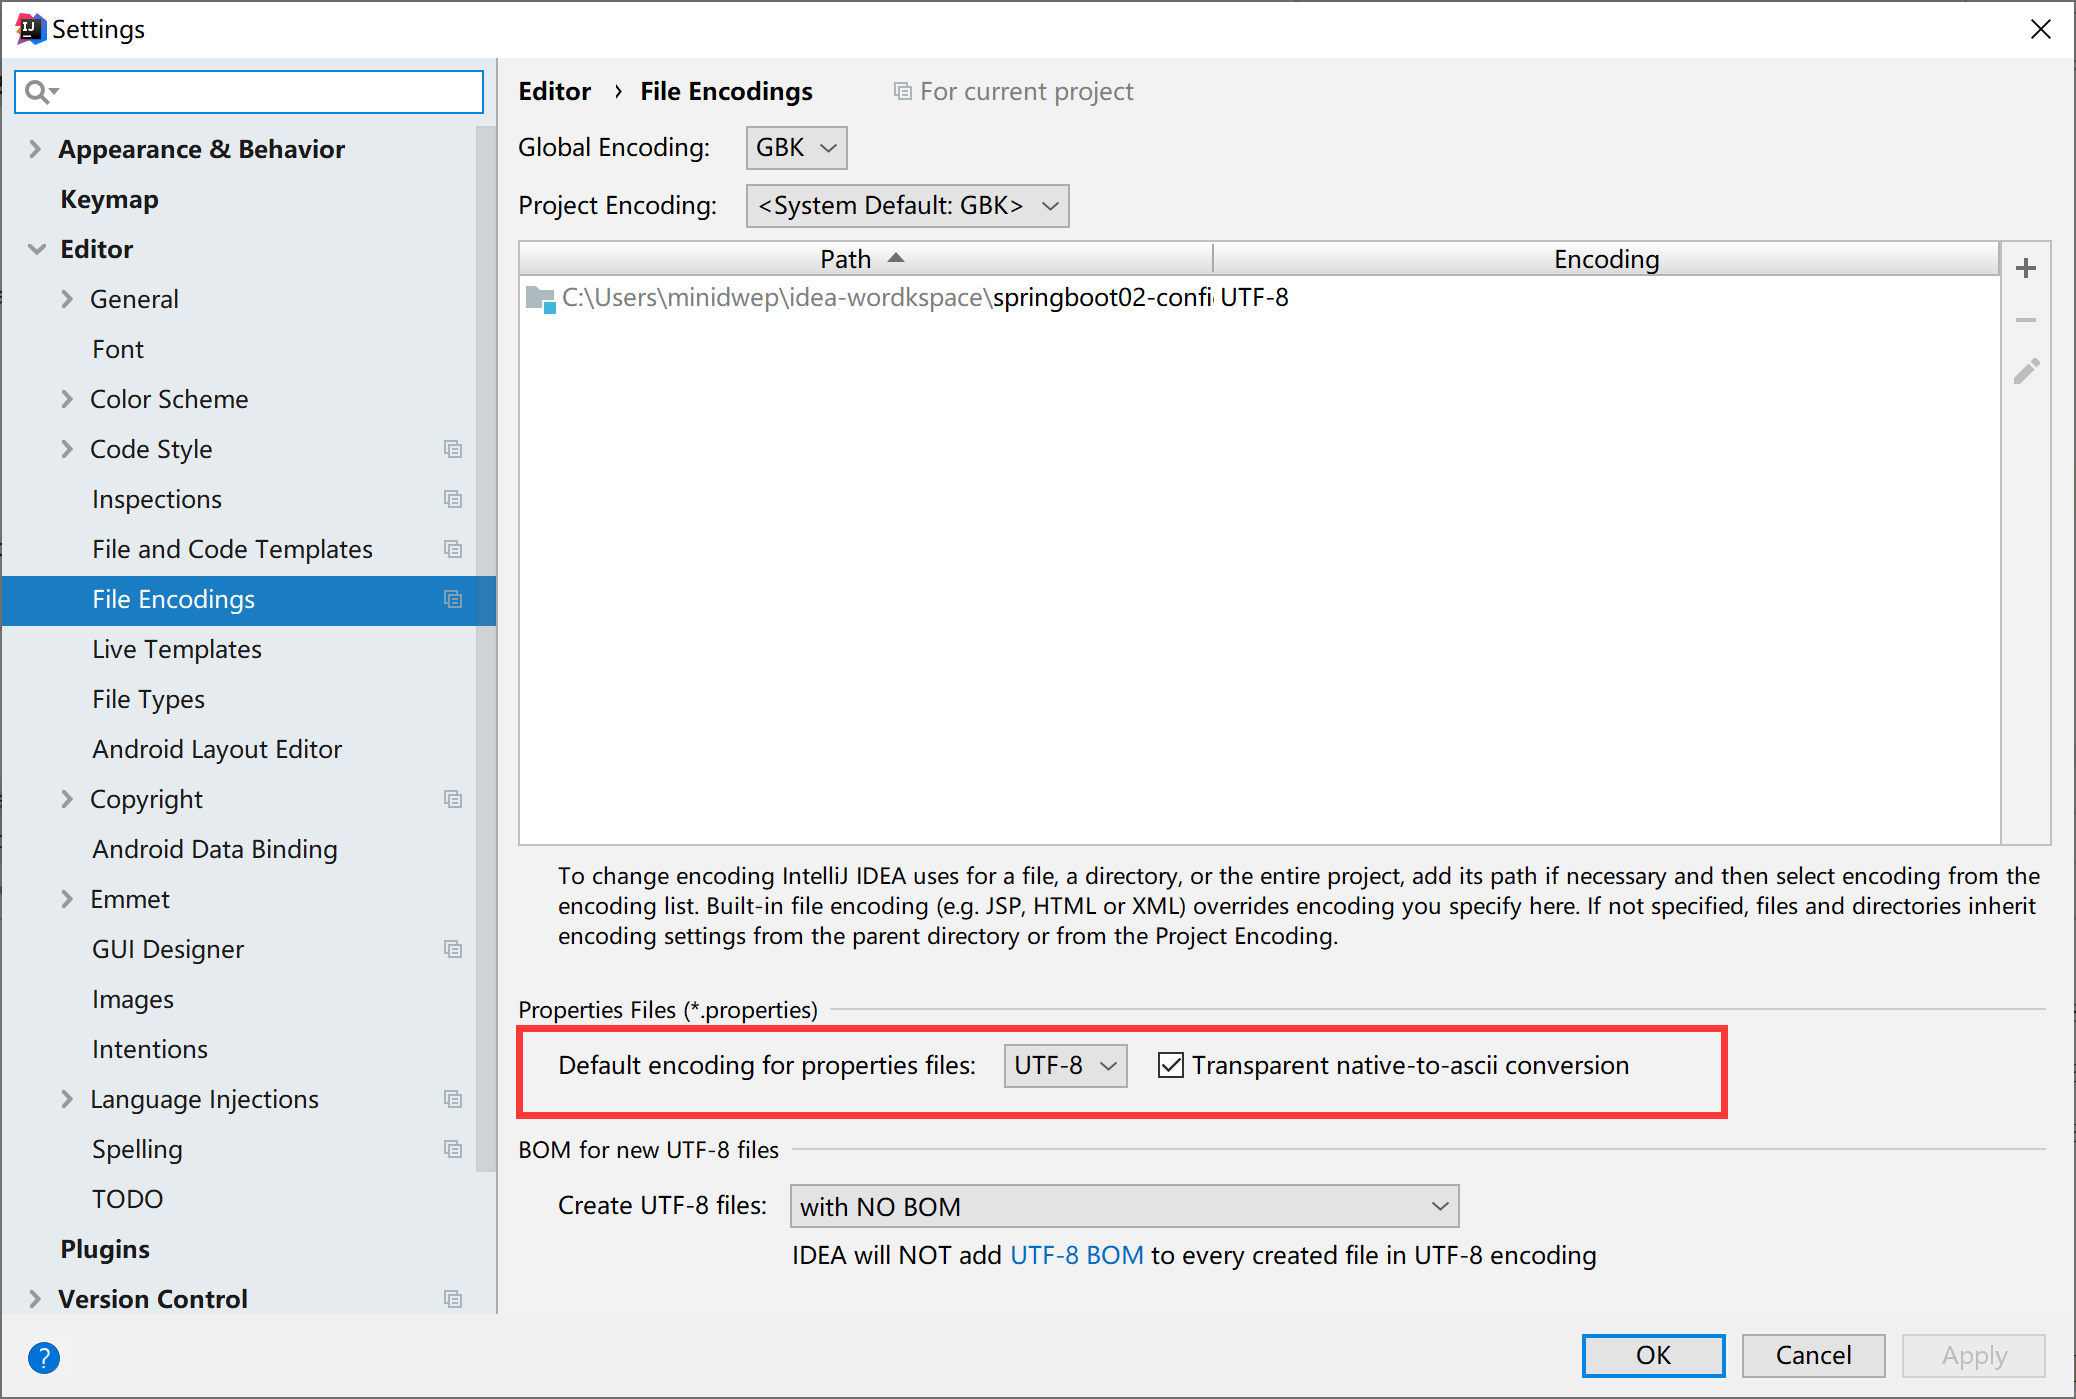 Settings
Editor › File Encodings For current project
Appearance & Behavior
Keymap
Editor
General
Font
Color Scheme
Code Style
Inspections
File and Code Templates
File Encodings
Live Templates
File Types
Android Layout Editor
Copyright
Android Data Binding
Emmet
GUI Designer
Images
Intentions
Language Injections
Spelling
TODO
Plugins
Version Control
Global Encoding: GBK
Project Encoding: <System Default: GBK>
Path Encoding
C:\Users\minidwep\idea-wordkspace\springboot02-confi UTF-8
To change encoding IntelliJ IDEA uses for a file, a directory, or the entire project, add its path if necessary and then select encoding from the
encoding list. Built-in file encoding (e.g. JSP, HTML or XML) overrides encoding you specify here. If not specified, files and directories inherit
encoding settings from the parent directory or from the Project Encoding.
Properties Files (*.properties)
Default encoding for properties files: UTF-8 Transparent native-to-ascii conversion
BOM for new UTF-8 files
Create UTF-8 files: with NO BOM
IDEA will NOT add UTF-8 BOM to every created file in UTF-8 encoding
? OK Cancel Apply